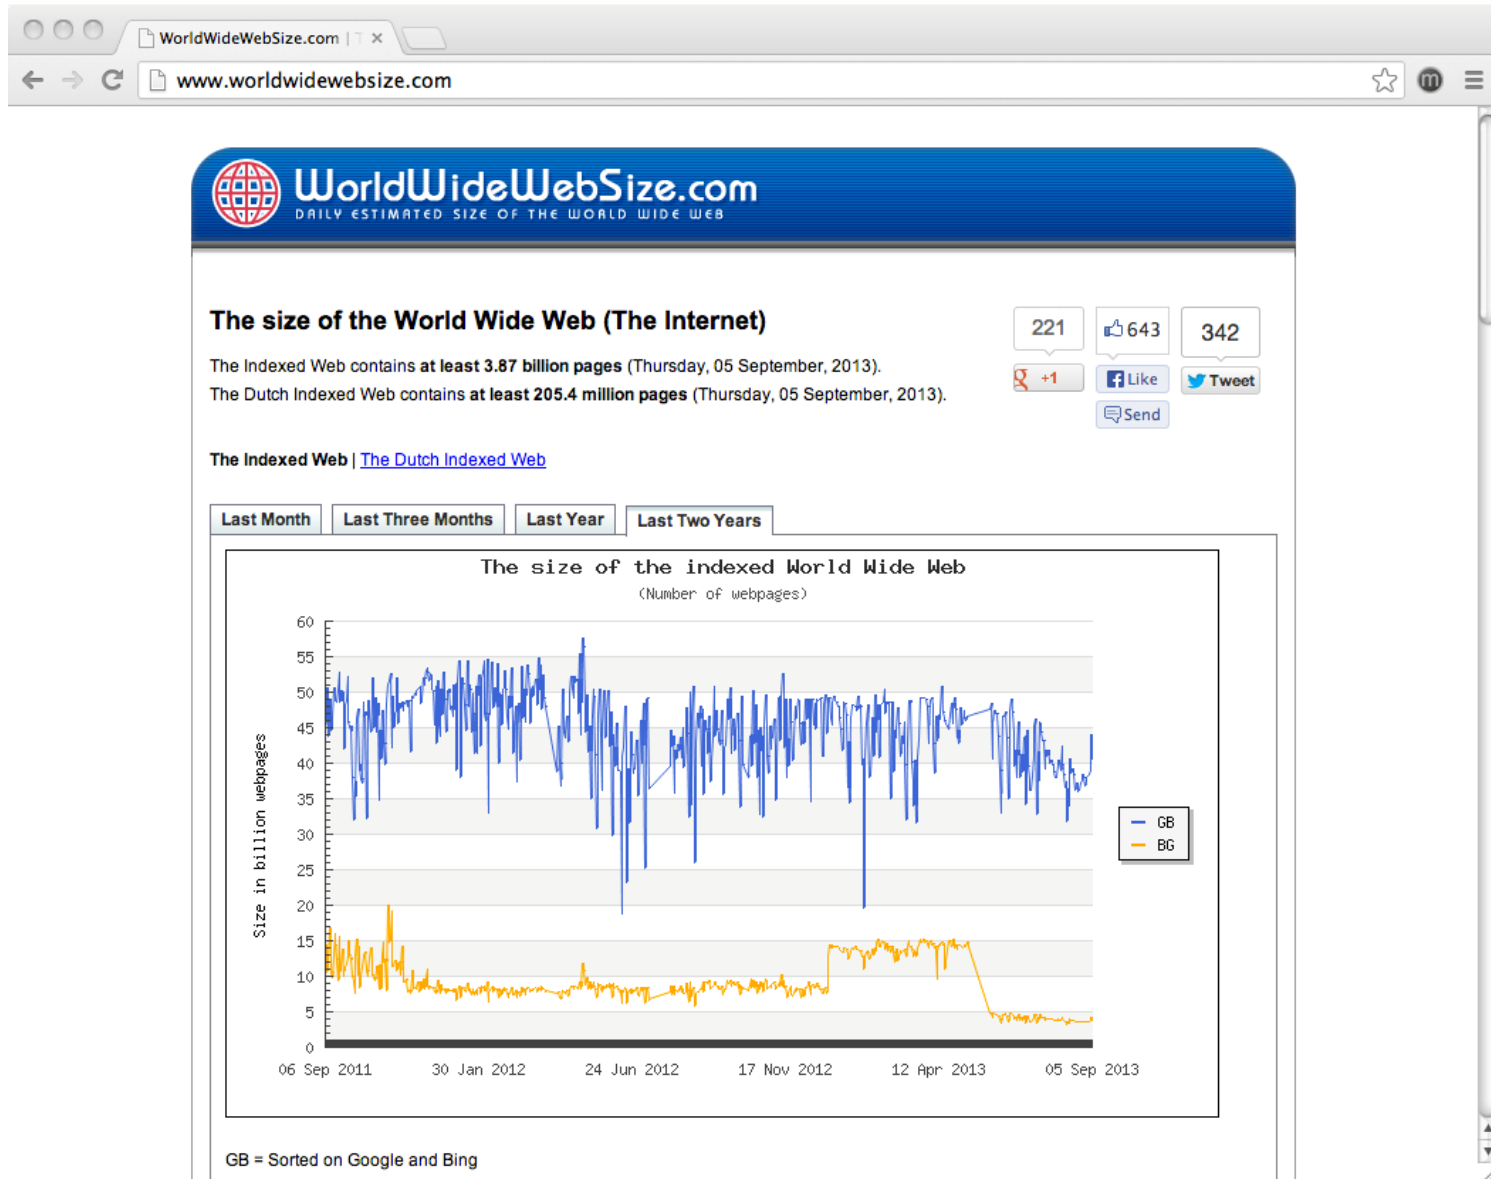 WorldWideWebSize.com | T
www.worldwidewebsize.com
WorldWideWebSize.com
DAILY ESTIMATED SIZE OF THE WORLD WIDE WEB
The size of the World Wide Web (The Internet)
221
643
342
The Indexed Web contains at least 3.87 billion pages (Thursday, 05 September, 2013).
+1
Like
Tweet
The Dutch Indexed Web contains at least 205.4 million pages (Thursday, 05 September, 2013).
Send
The Indexed Web | The Dutch Indexed Web
Last Month
Last Three Months
Last Year
Last Two Years
The size of the indexed World Wide Web
(Number of webpages)
Size in billion webpages
60
55
50
45
40
35
30
25
20
15
10
5
0
GB
BG
06 Sep 2011
30 Jan 2012
24 Jun 2012
17 Nov 2012
12 Apr 2013
05 Sep 2013
GB = Sorted on Google and Bing